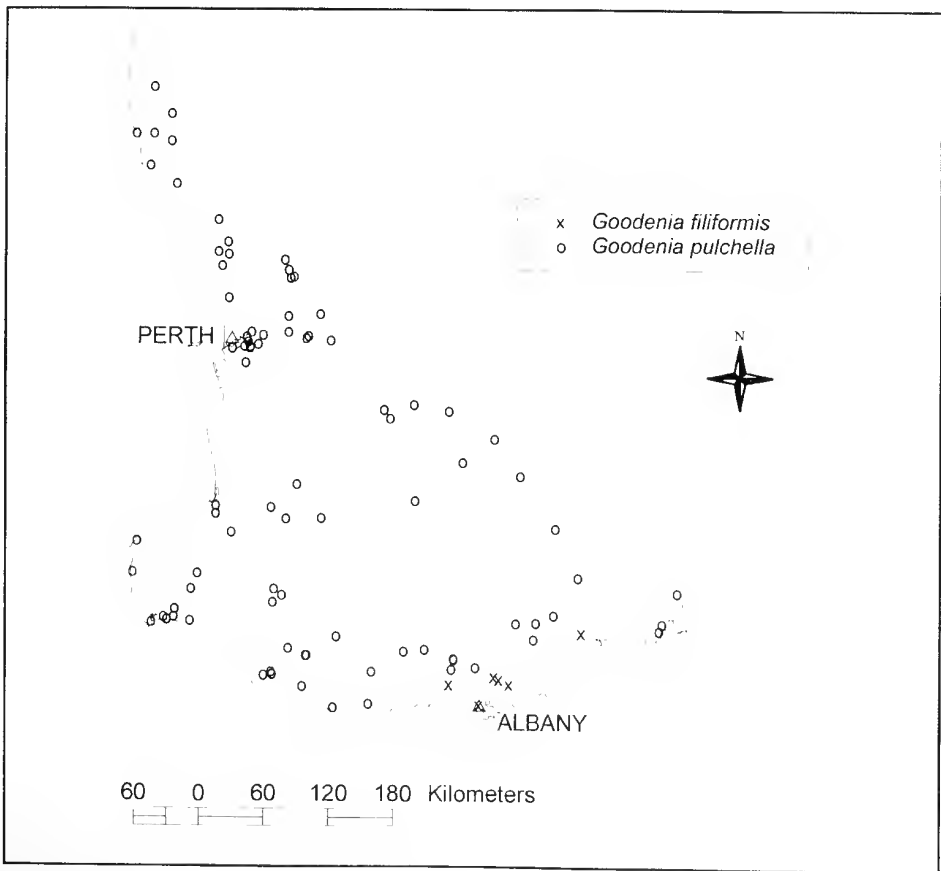 x Goodenia filiformis
o Goodenia pulchella
PERTH
N
ALBANY
60 0 60 120 180 Kilometers